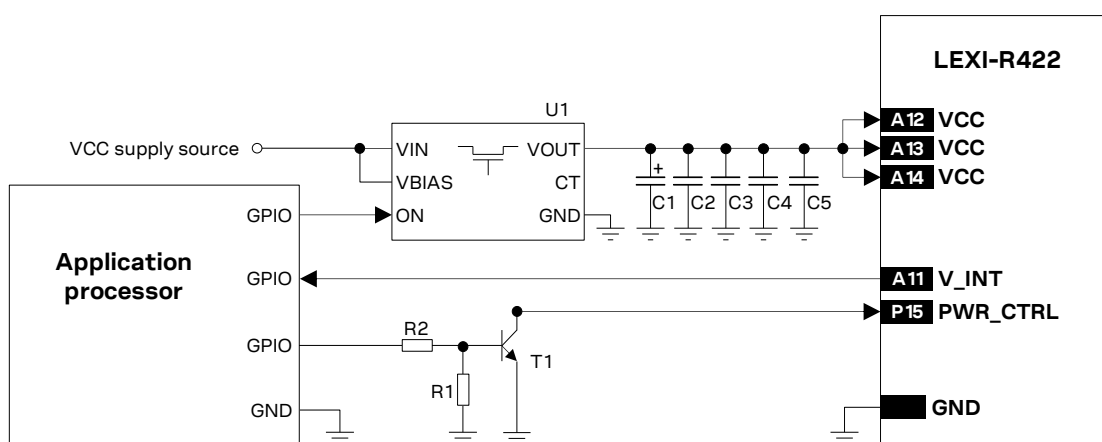 LEXI-R422
U1
A12 VCC
VCC supply source
VIN
VOUT
A13 VCC
VBIAS
CT
A14 VCC
+
C1
C2
C3
C4
C5
GPIO
ON
GND
Application
processor
GPIO
A11 V_INT
P15 PWR_CTRL
GPIO
R2
T1
R1
GND
GND